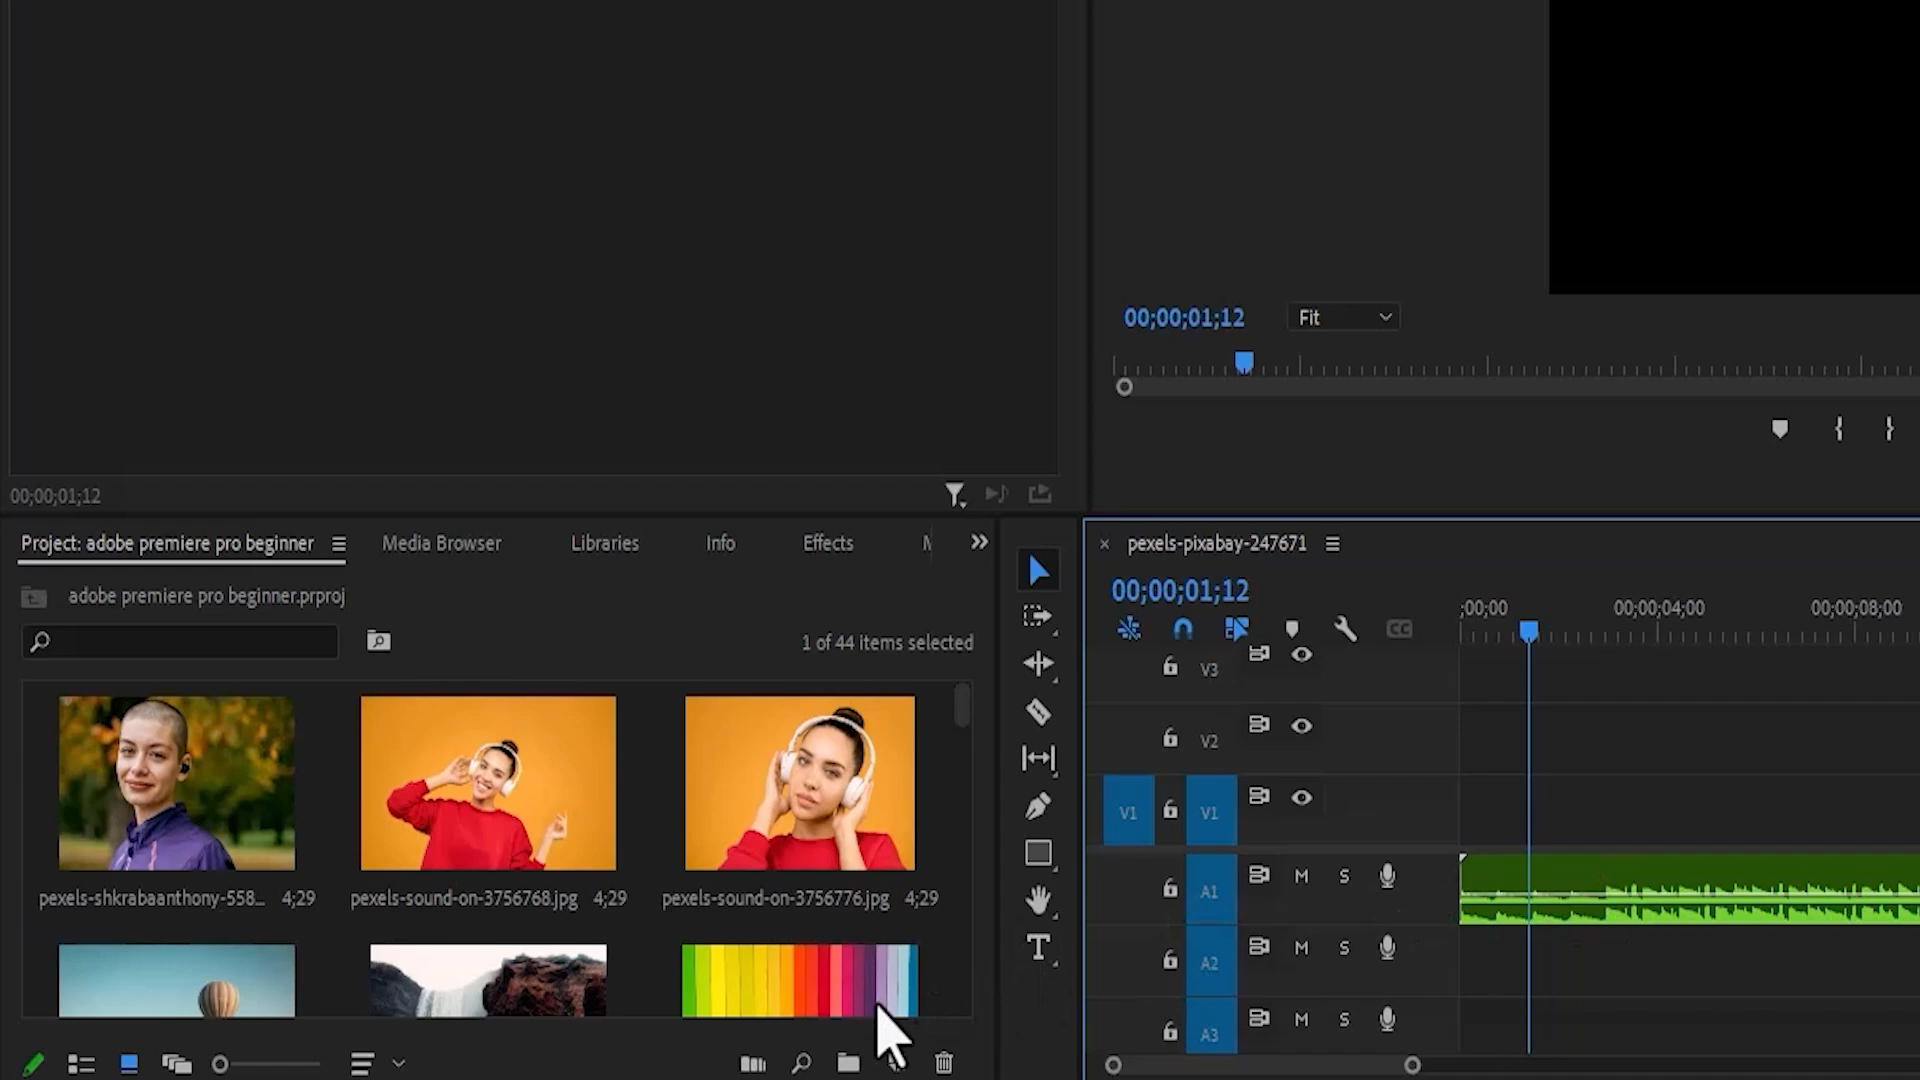 00;00;01;12
Fit
00;00;01;12
Project: adobe premiere pro beginner
Media Browser
Libraries
Info
Effects
adobe premiere pro beginner.prproj
1 of 44 items selected
pexels-shkrabaanthony-558... 4;29
pexels-sound-on-3756768.jpg 4;29
pexels-sound-on-3756776.jpg 4;29
pexels-pixabay-247671
00;00;01;12
;00;00
00;00;04;00
00;00;08;00
CC
V3
V2
V1 V1
A1 M S
A2 M S
A3 M S